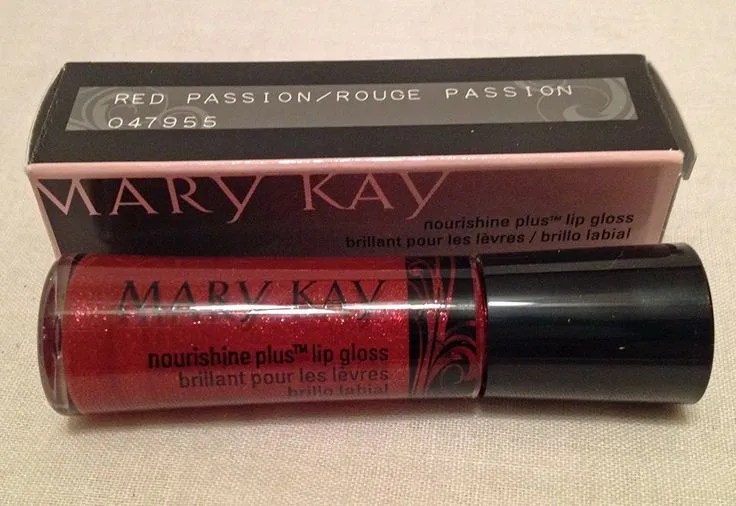 RED PASSION/ROUGE PASSION
047955
MARY KAY
nourishine plus™ lip gloss
brillant pour les lèvres / brillo labial
MARY KAY
nourishine plus™ lip gloss
brillant pour les lèvres
brillo labial